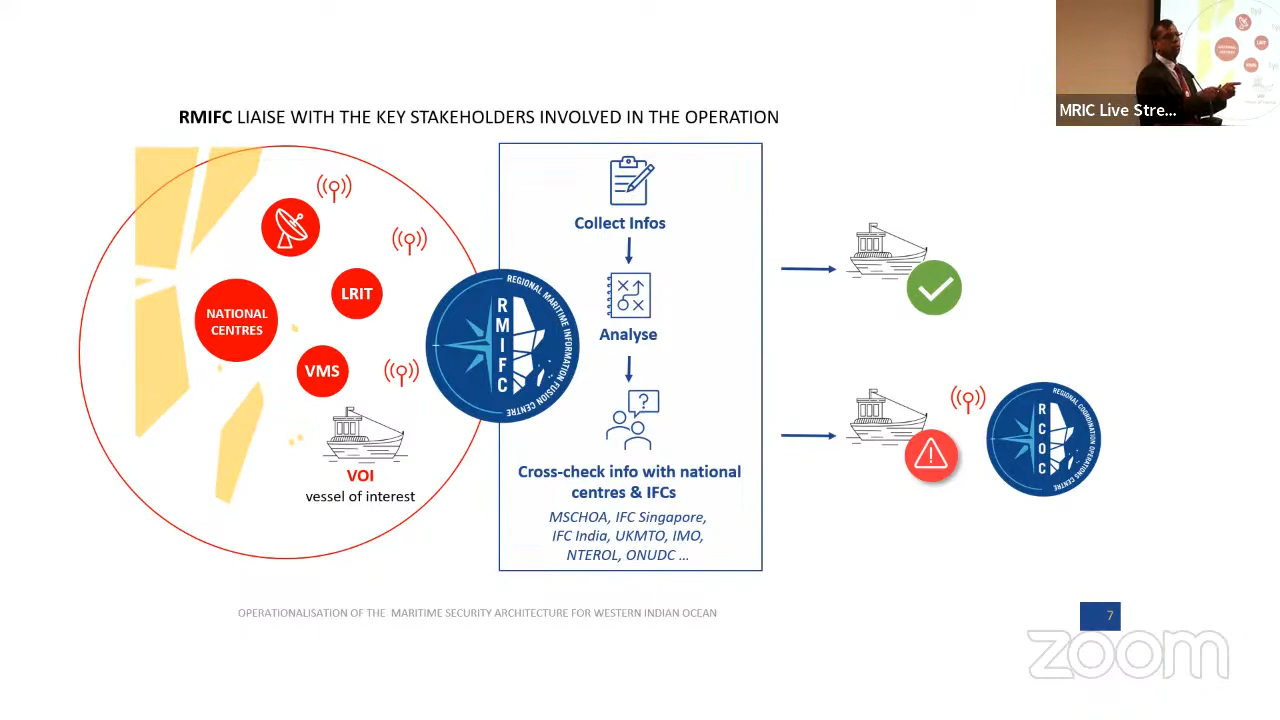 MRIC Live Stre...
RMIFC LIAISE WITH THE KEY STAKEHOLDERS INVOLVED IN THE OPERATION
NATIONAL
CENTRES
LRIT
VMS
VOI
vessel of interest
RMIFC
REGIONAL MARITIME INFORMATION FUSION CENTRE
Collect Infos
Analyse
Cross-check info with national
centres & IFCs
MSCHOA, IFC Singapore,
IFC India, UKMTO, IMO,
NTEROL, ONUDC ...
RCOC
REGIONAL COORDINATION OPERATIONS CENTRE
OPERATIONALISATION OF THE MARITIME SECURITY ARCHITECTURE FOR WESTERN INDIAN OCEAN
7
zoom